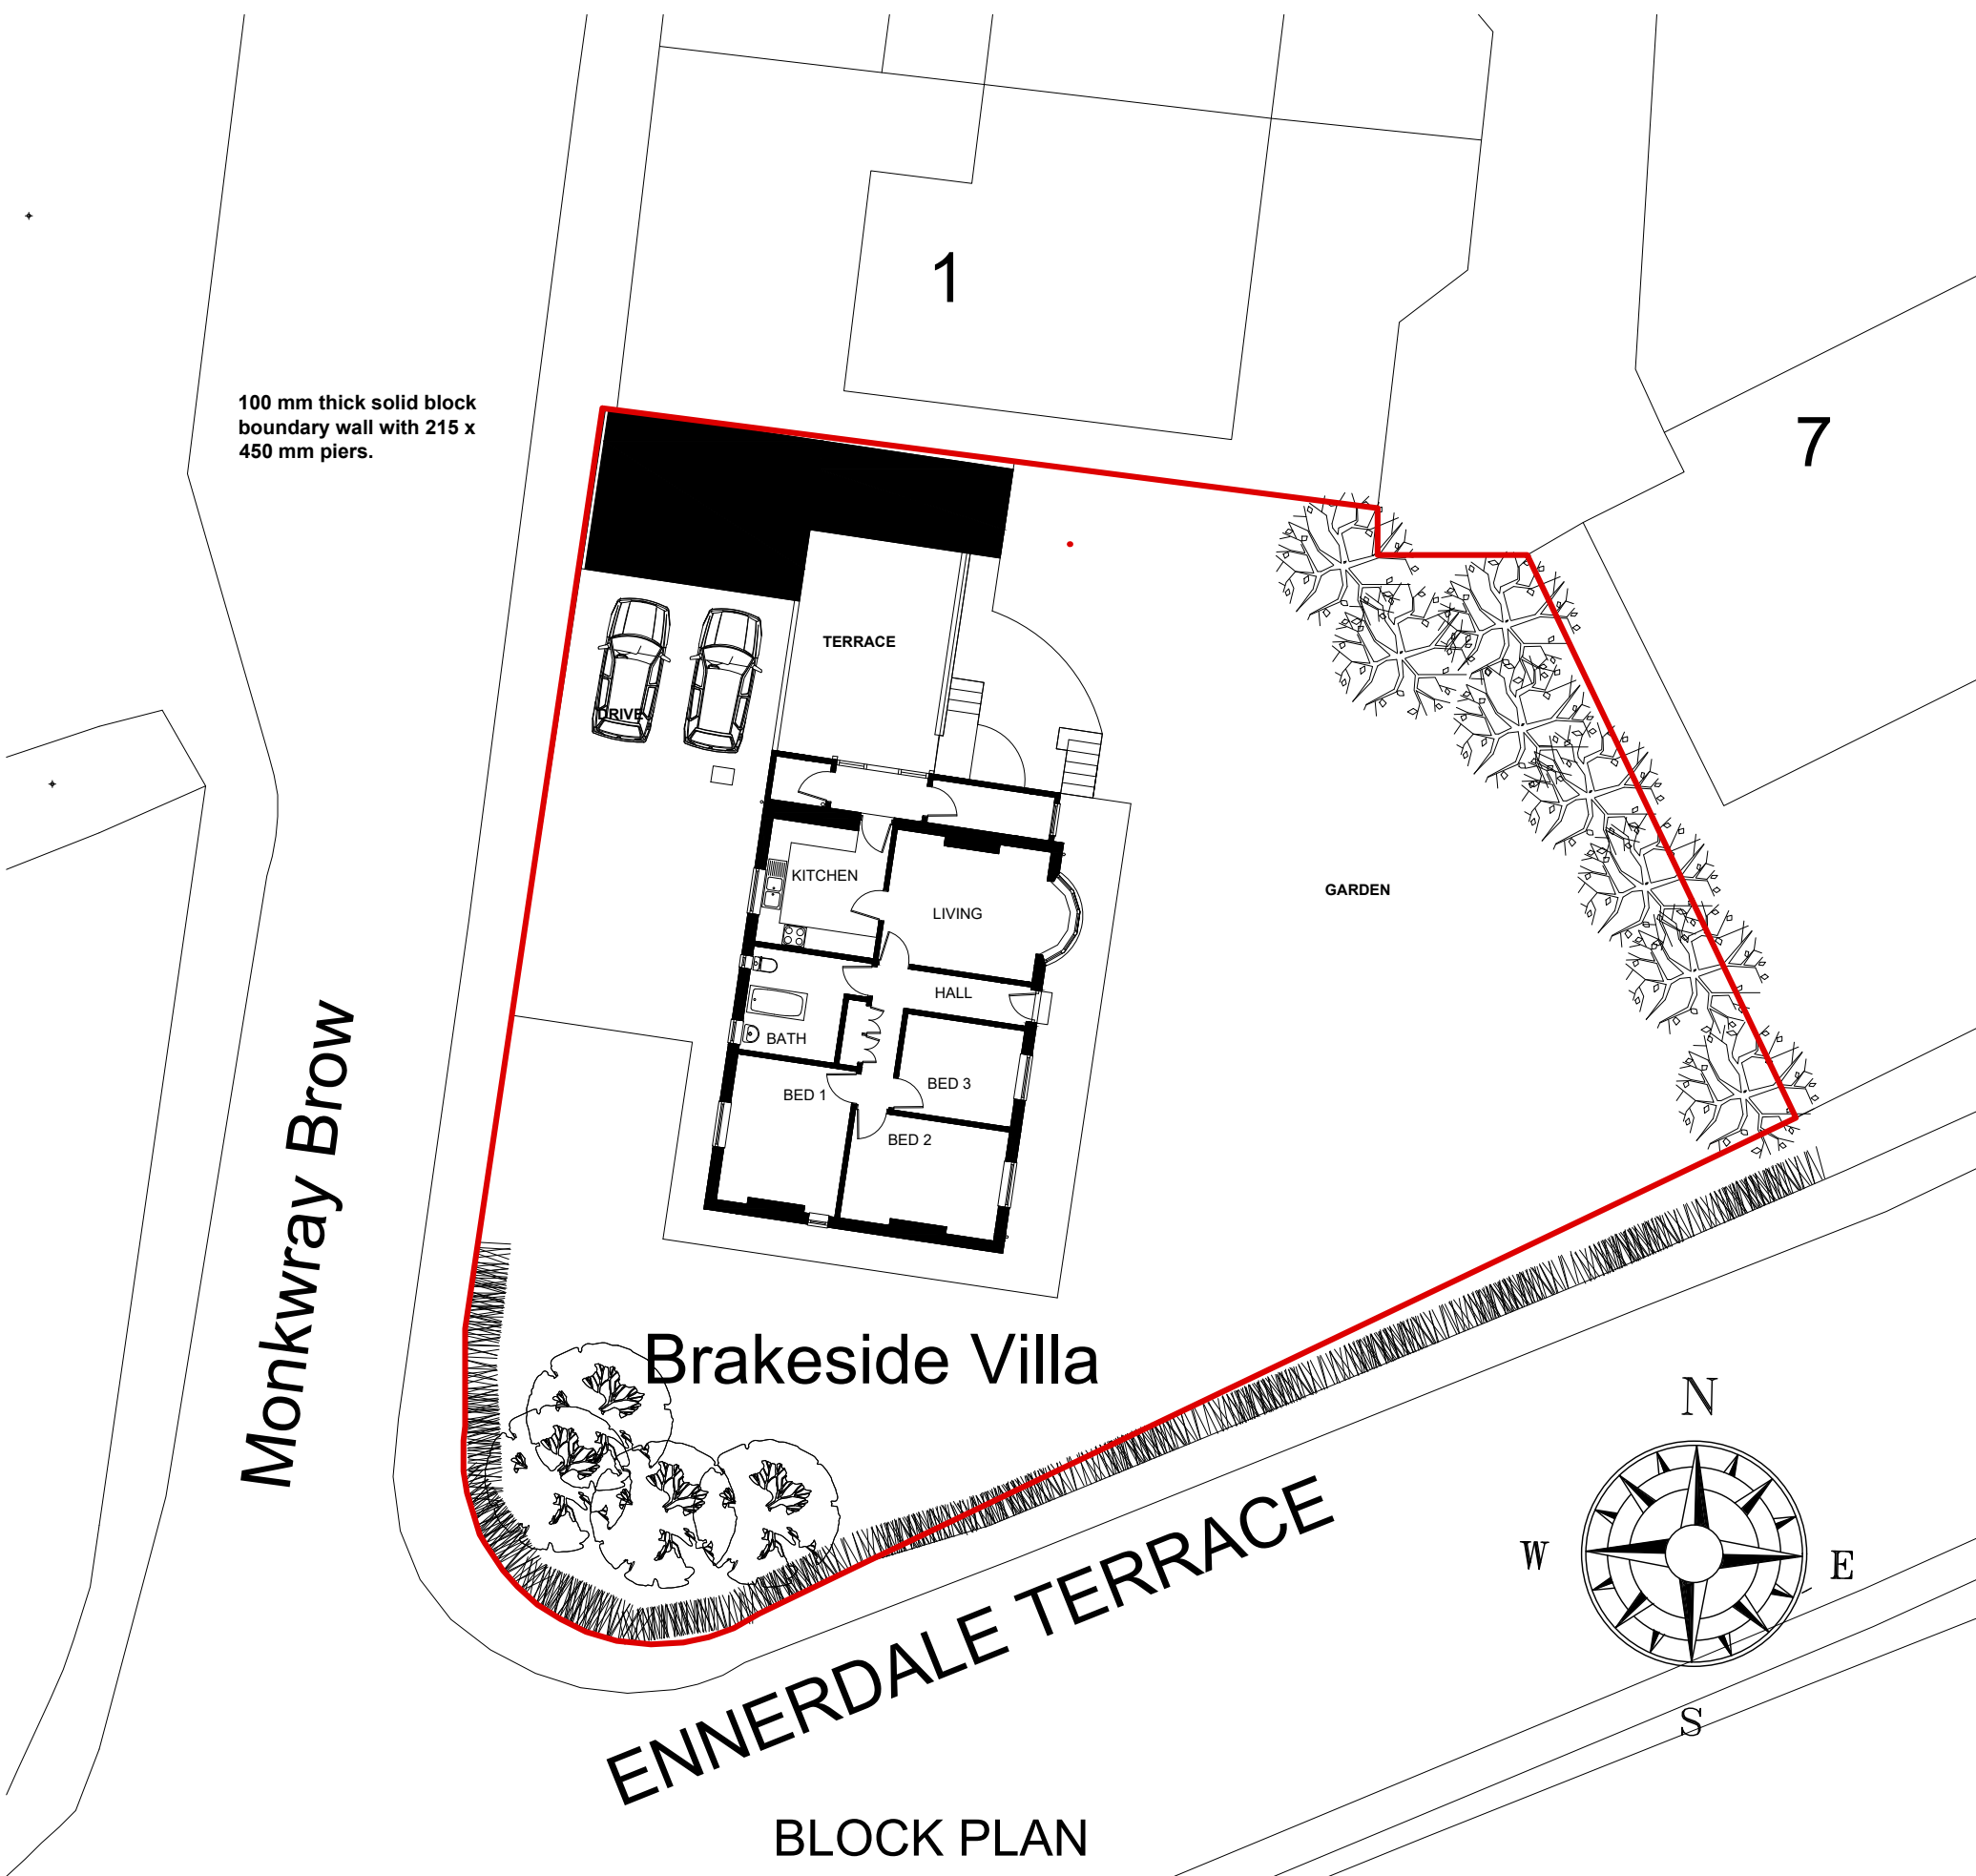 1
7
100 mm thick solid block
boundary wall with 215 x
450 mm piers.
TERRACE
DRIVE
KITCHEN
LIVING
GARDEN
HALL
BATH
BED 3
BED 1
BED 2
Monkwray Brow
Brakeside Villa
ENNERDALE TERRACE
N
W
E
S
BLOCK PLAN